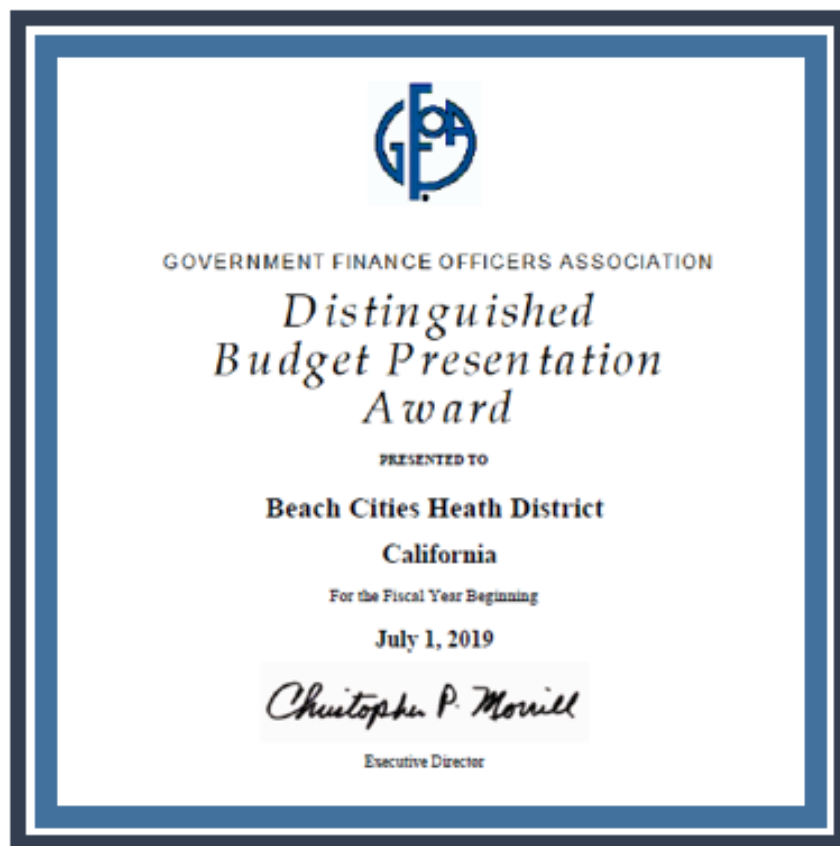 GFOA
GOVERNMENT FINANCE OFFICERS ASSOCIATION
Distinguished
Budget Presentation
Award
PRESENTED TO
Beach Cities Heath District
California
For the Fiscal Year Beginning
July 1, 2019
Christopher P. Morrill
Executive Director